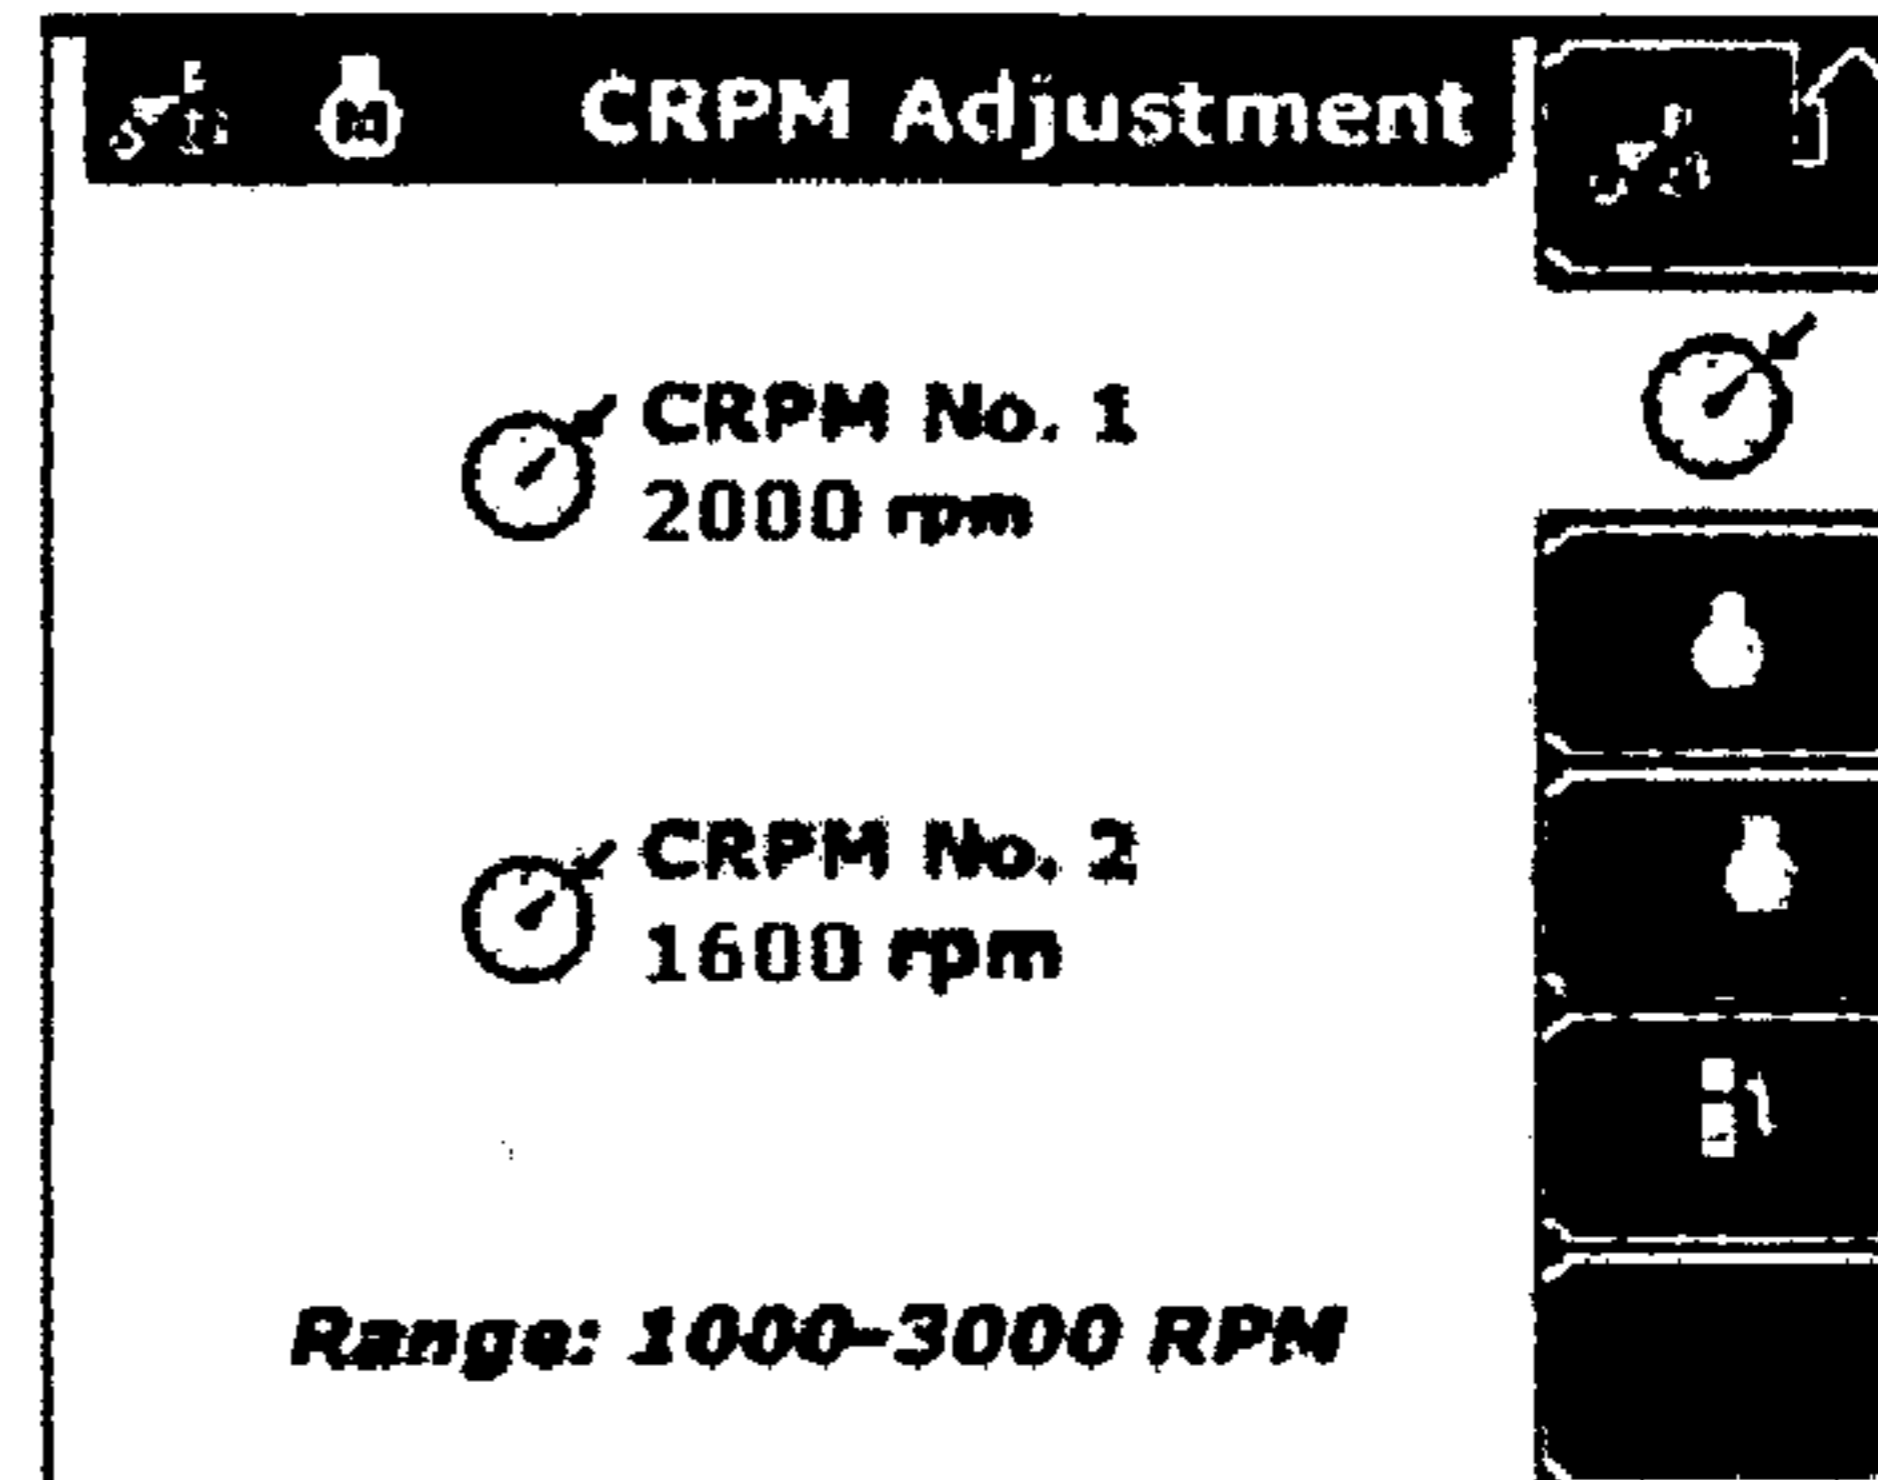 CRPM Adjustment
CRPM No. 1
2000 rpm
CRPM No. 2
1600 rpm
Range: 1000-3000 RPM